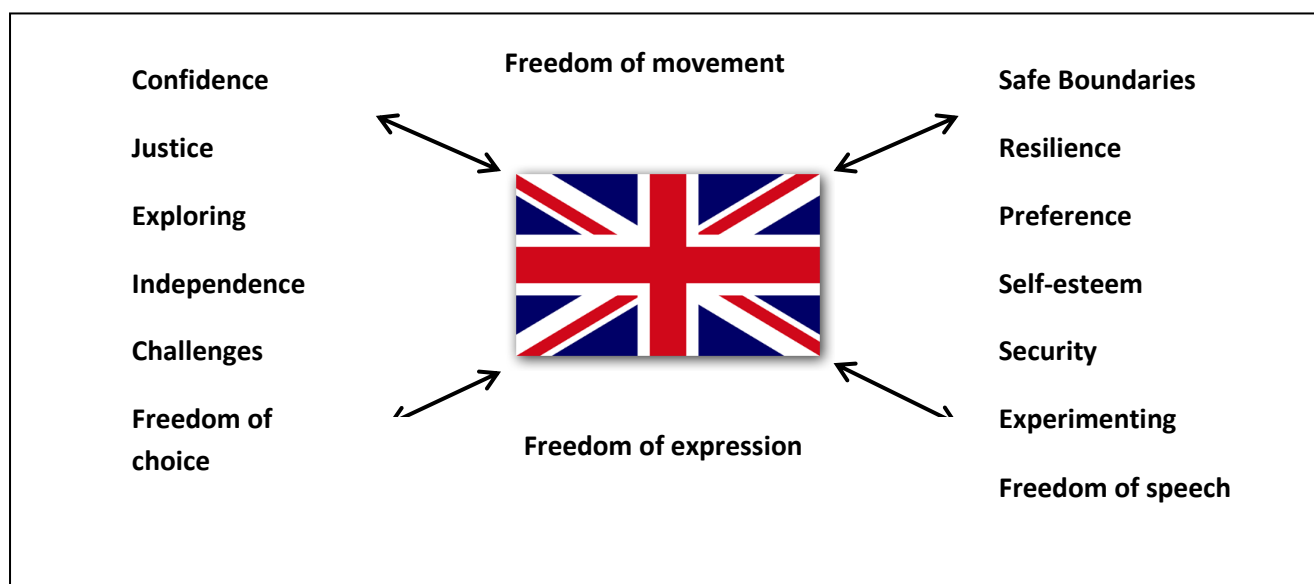 Freedom of movement
Confidence
Justice
Exploring
Independence
Challenges
Freedom of
choice
Freedom of expression
Safe Boundaries
Resilience
Preference
Self-esteem
Security
Experimenting
Freedom of speech